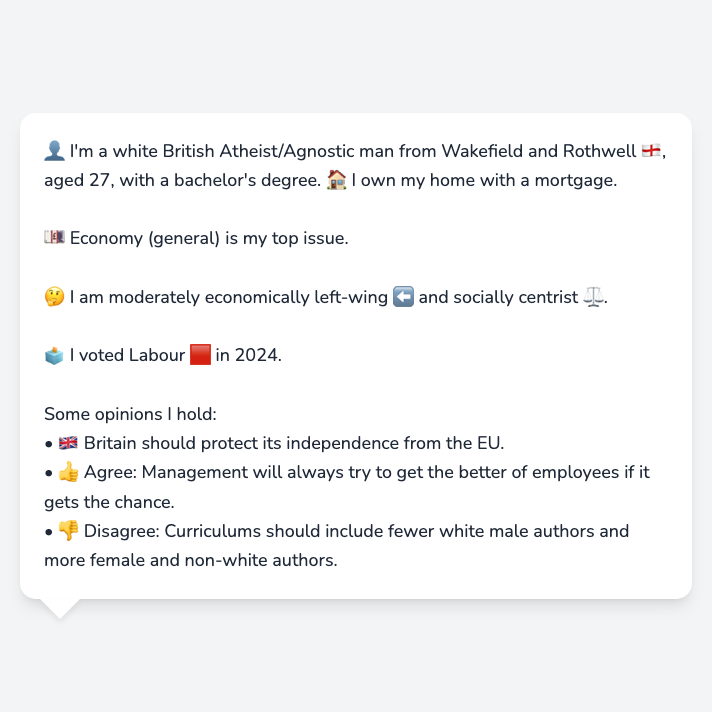 👤 I'm a white British Atheist/Agnostic man from Wakefield and Rothwell 🏴󠁧󠁢󠁥󠁮󠁧󠁿,
aged 27, with a bachelor's degree. 🏠 I own my home with a mortgage.
💷 Economy (general) is my top issue.
🤔 I am moderately economically left-wing ⬅️ and socially centrist ⚖️.
🗳️ I voted Labour 🟥 in 2024.
Some opinions I hold:
• 🇬🇧 Britain should protect its independence from the EU.
• 👍 Agree: Management will always try to get the better of employees if it
gets the chance.
• 👎 Disagree: Curriculums should include fewer white male authors and
more female and non-white authors.